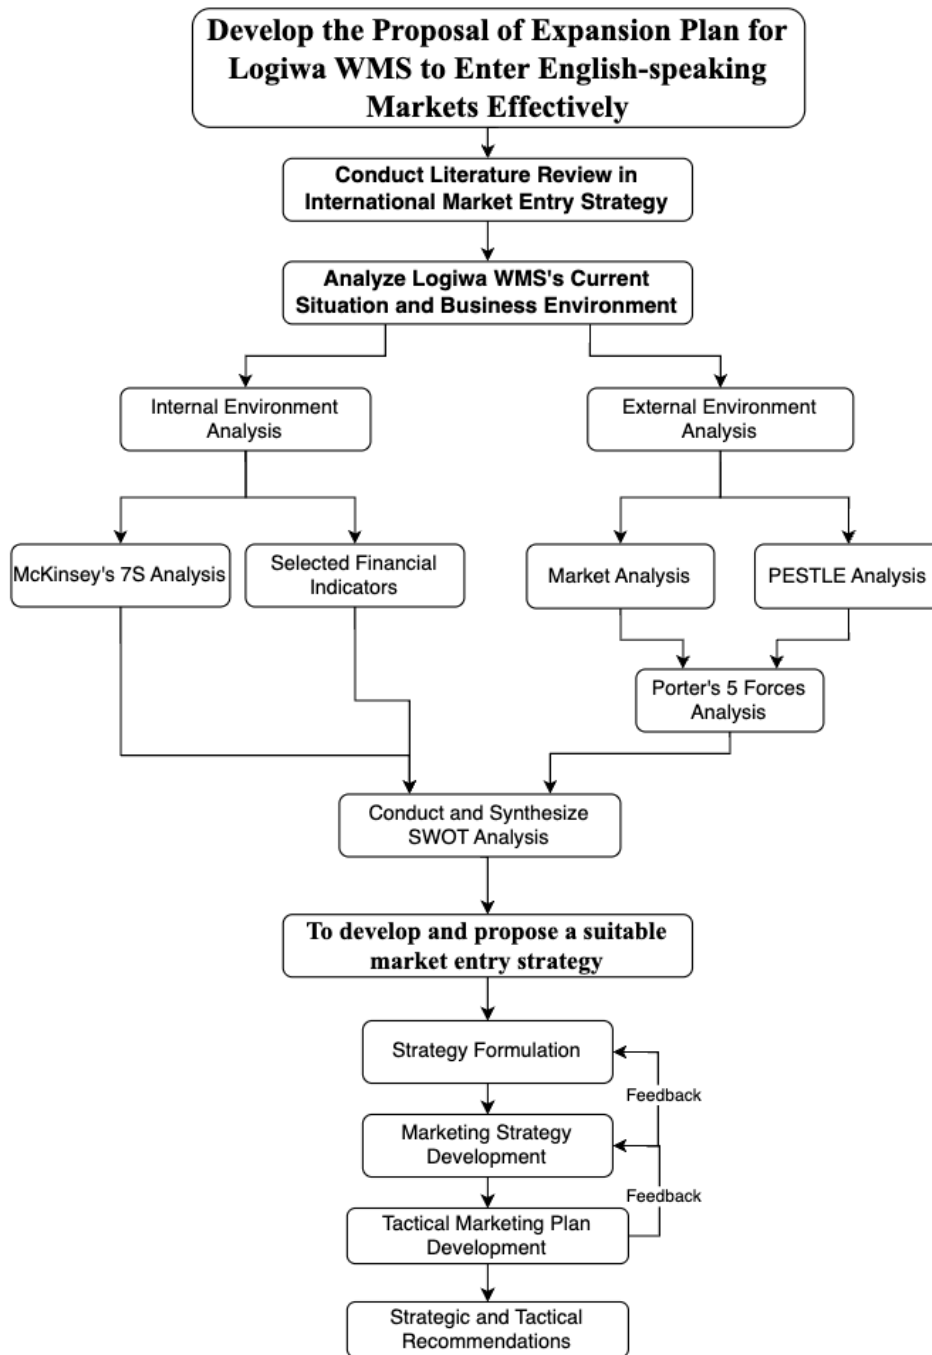 Develop the Proposal of Expansion Plan for
Logiwa WMS to Enter English-speaking
Markets Effectively
Conduct Literature Review in
International Market Entry Strategy
Analyze Logiwa WMS's Current
Situation and Business Environment
Internal Environment
Analysis
External Environment
Analysis
McKinsey's 7S Analysis
Selected Financial
Indicators
Market Analysis
PESTLE Analysis
Porter's 5 Forces
Analysis
Conduct and Synthesize
SWOT Analysis
To develop and propose a suitable
market entry strategy
Strategy Formulation
Feedback
Marketing Strategy
Development
Feedback
Tactical Marketing Plan
Development
Strategic and Tactical
Recommendations